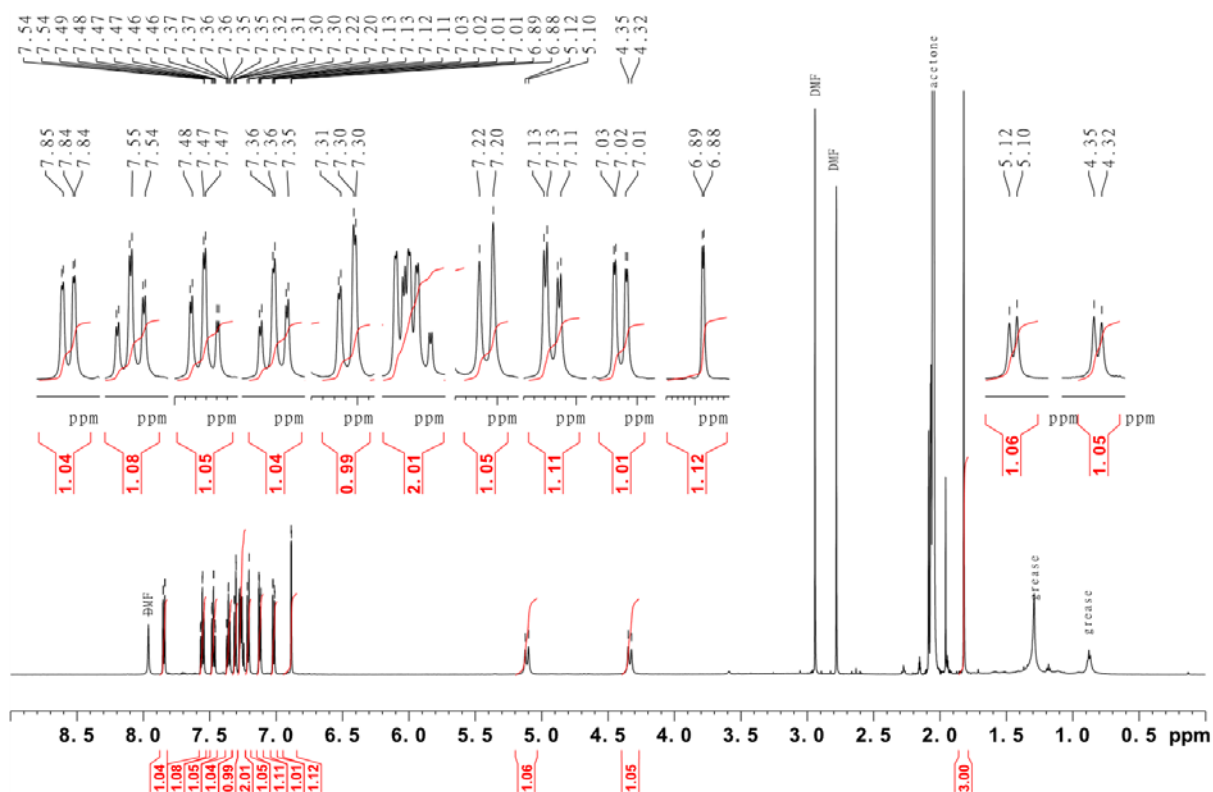 7.54 7.54 7.49 7.48 7.47 7.47 7.46 7.46 7.37 7.37 7.36 7.36 7.35 7.35 7.32 7.31 7.30 7.30 7.22 7.20 7.13 7.13 7.12 7.11 7.03 7.02 7.01 7.01 6.89 6.88 5.12 5.10 4.35 4.32
7.85 7.84 7.84 7.55 7.54 7.48 7.47 7.47 7.36 7.36 7.35 7.31 7.30 7.30 7.22 7.20 7.13 7.13 7.11 7.03 7.02 7.01 6.89 6.88 5.12 5.10 4.35 4.32
DMF
DMF
acetone
ppm ppm ppm ppm ppm ppm ppm ppm ppm ppm ppm ppm
1.04 1.08 1.05 1.04 0.99 2.01 1.05 1.11 1.01 1.12 1.06 1.05
DMF
grease
grease
8.5 8.0 7.5 7.0 6.5 6.0 5.5 5.0 4.5 4.0 3.5 3.0 2.5 2.0 1.5 1.0 0.5 ppm
1.04 1.08 1.05 1.04 0.99 2.01 1.05 1.11 1.01 1.12 1.06 1.05 3.00